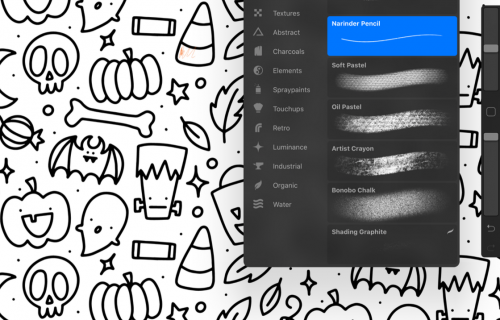 Textures
Abstract
Charcoals
Elements
Spraypaints
Touchups
Retro
Luminance
Industrial
Organic
Water
Narinder Pencil
Soft Pastel
Oil Pastel
Artist Crayon
Bonobo Chalk
Shading Graphite